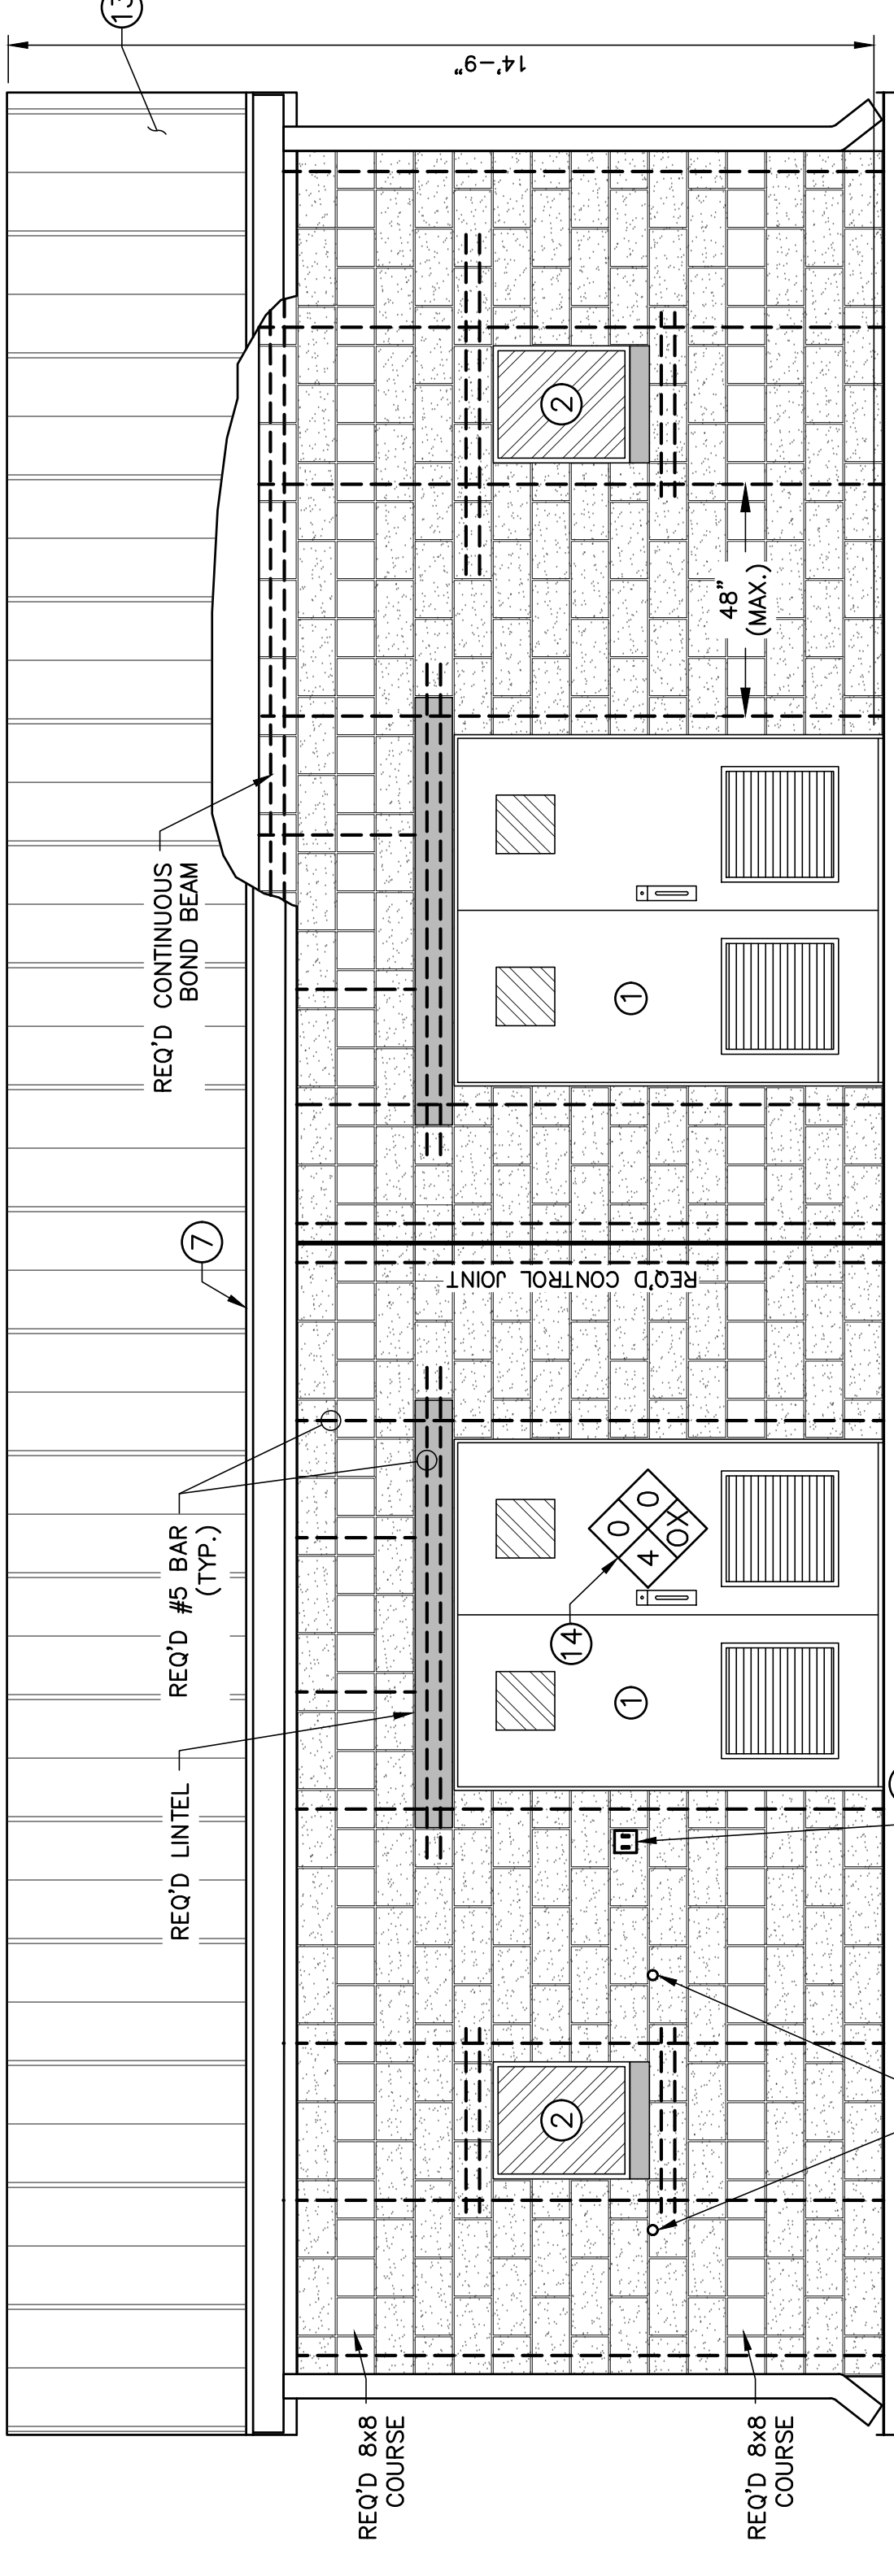 REQ'D 8x8
COURSE
REQ'D 8x8
COURSE
REQ'D LINTEL
REQ'D #5 BAR
(TYP.)
7
REQ'D CONTINUOUS
BOND BEAM
13
14'-9"
2
1
14
0
4
0
OX
REQ'D CONTROL JOINT
1
48"
(MAX.)
2